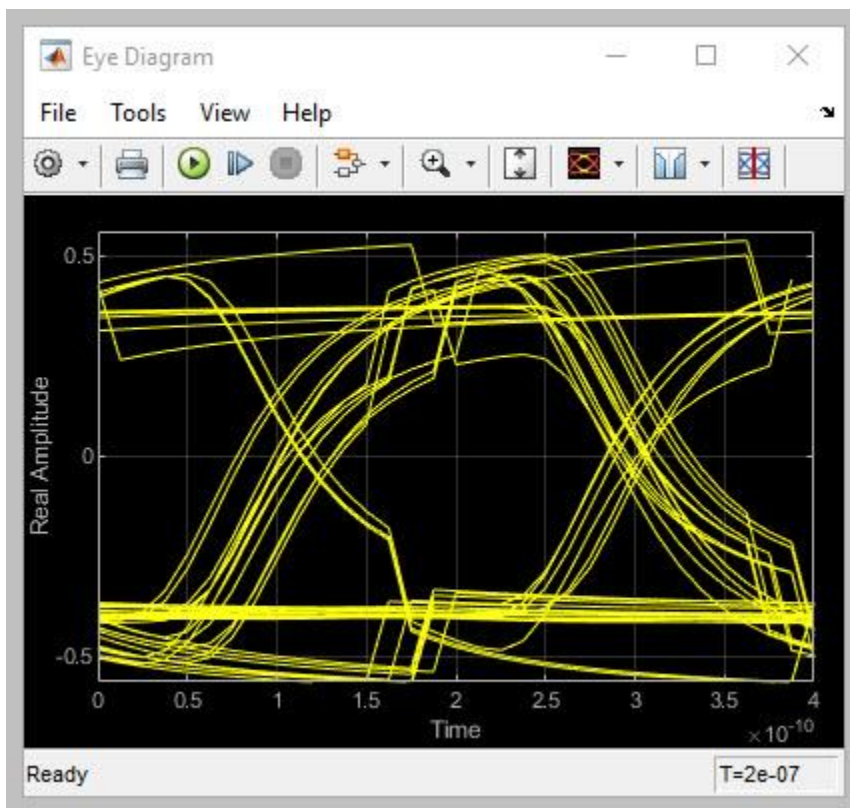 Eye Diagram
File Tools View Help
0.5
0
-0.5
Real Amplitude
0 0.5 1 1.5 2 2.5 3 3.5 4
Time
×10⁻¹⁰
Ready T=2e-07